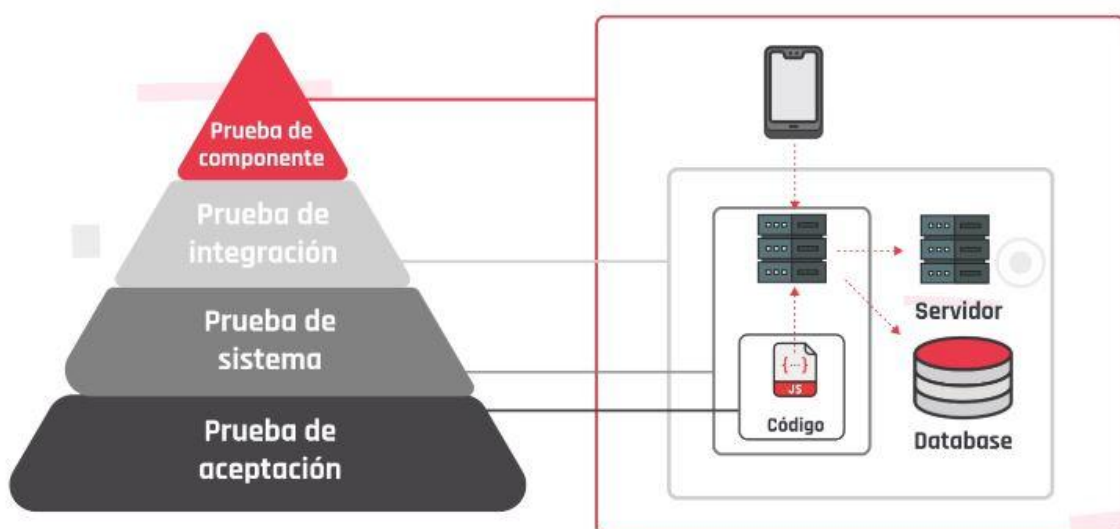 Prueba de
componente
Prueba de
integración
Prueba de
sistema
Prueba de
aceptación
JS
Código
Servidor
Database